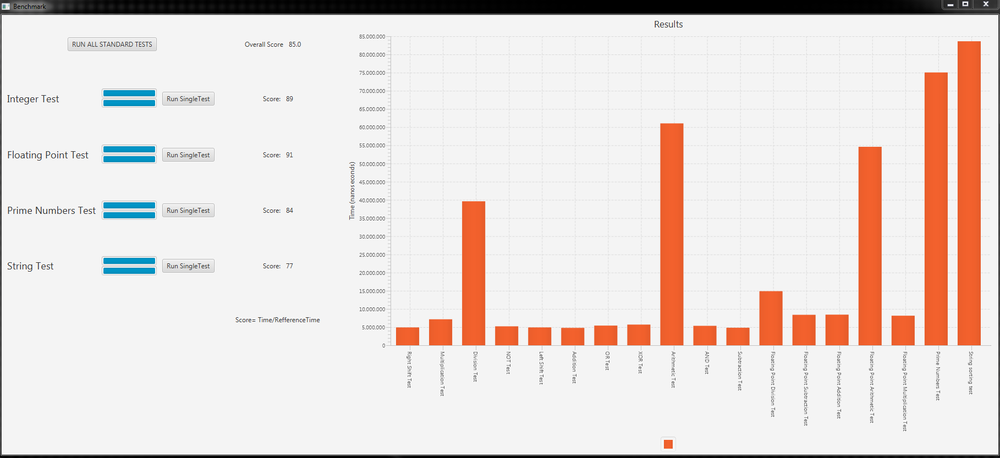 Benchmark
RUN ALL STANDARD TESTS
Overall Score 85.0
Integer Test
Run SingleTest
Score: 89
Floating Point Test
Run SingleTest
Score: 91
Prime Numbers Test
Run SingleTest
Score: 84
String Test
Run SingleTest
Score: 77
Score= Time/RefferenceTime
Results
Time (nanoseconds)
85.000.000
80.000.000
75.000.000
70.000.000
65.000.000
60.000.000
55.000.000
50.000.000
45.000.000
40.000.000
35.000.000
30.000.000
25.000.000
20.000.000
15.000.000
10.000.000
5.000.000
0
Right Shift Test
Multiplication Test
Division Test
NOT Test
Left Shift Test
Addition Test
OR Test
XOR Test
Arithmetic Test
AND Test
Subtraction Test
Floating Point Division Test
Floating Point Subtraction Test
Floating Point Addition Test
Floating Point Arithmetic Test
Floating Point Multiplication Test
Prime Numbers Test
String sorting test